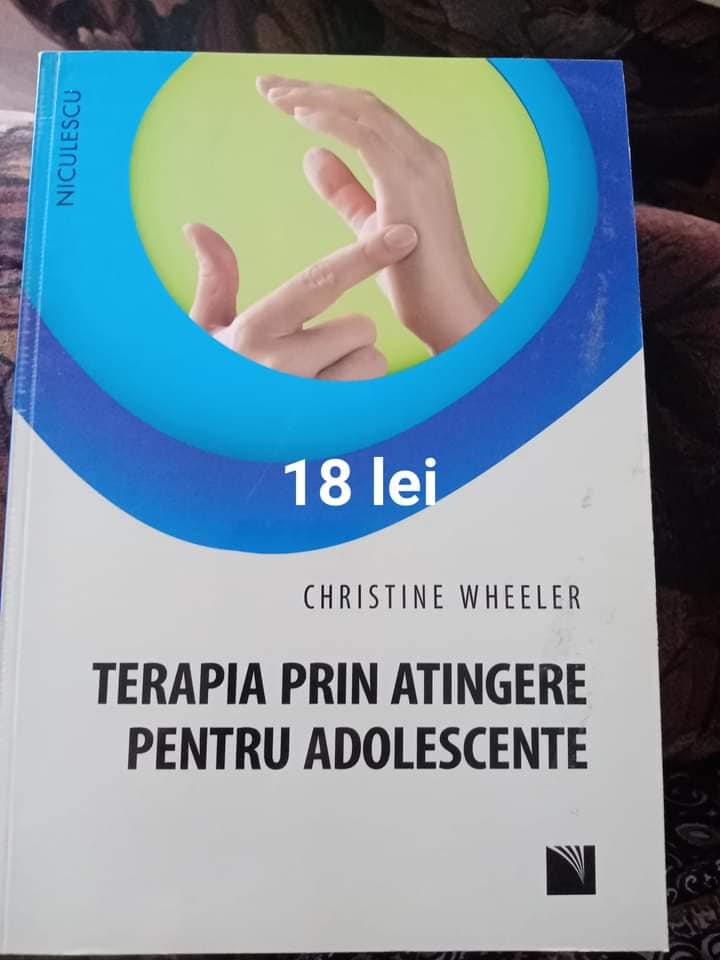 NICULESCU
18 lei
CHRISTINE WHEELER
TERAPIA PRIN ATINGERE
PENTRU ADOLESCENTE